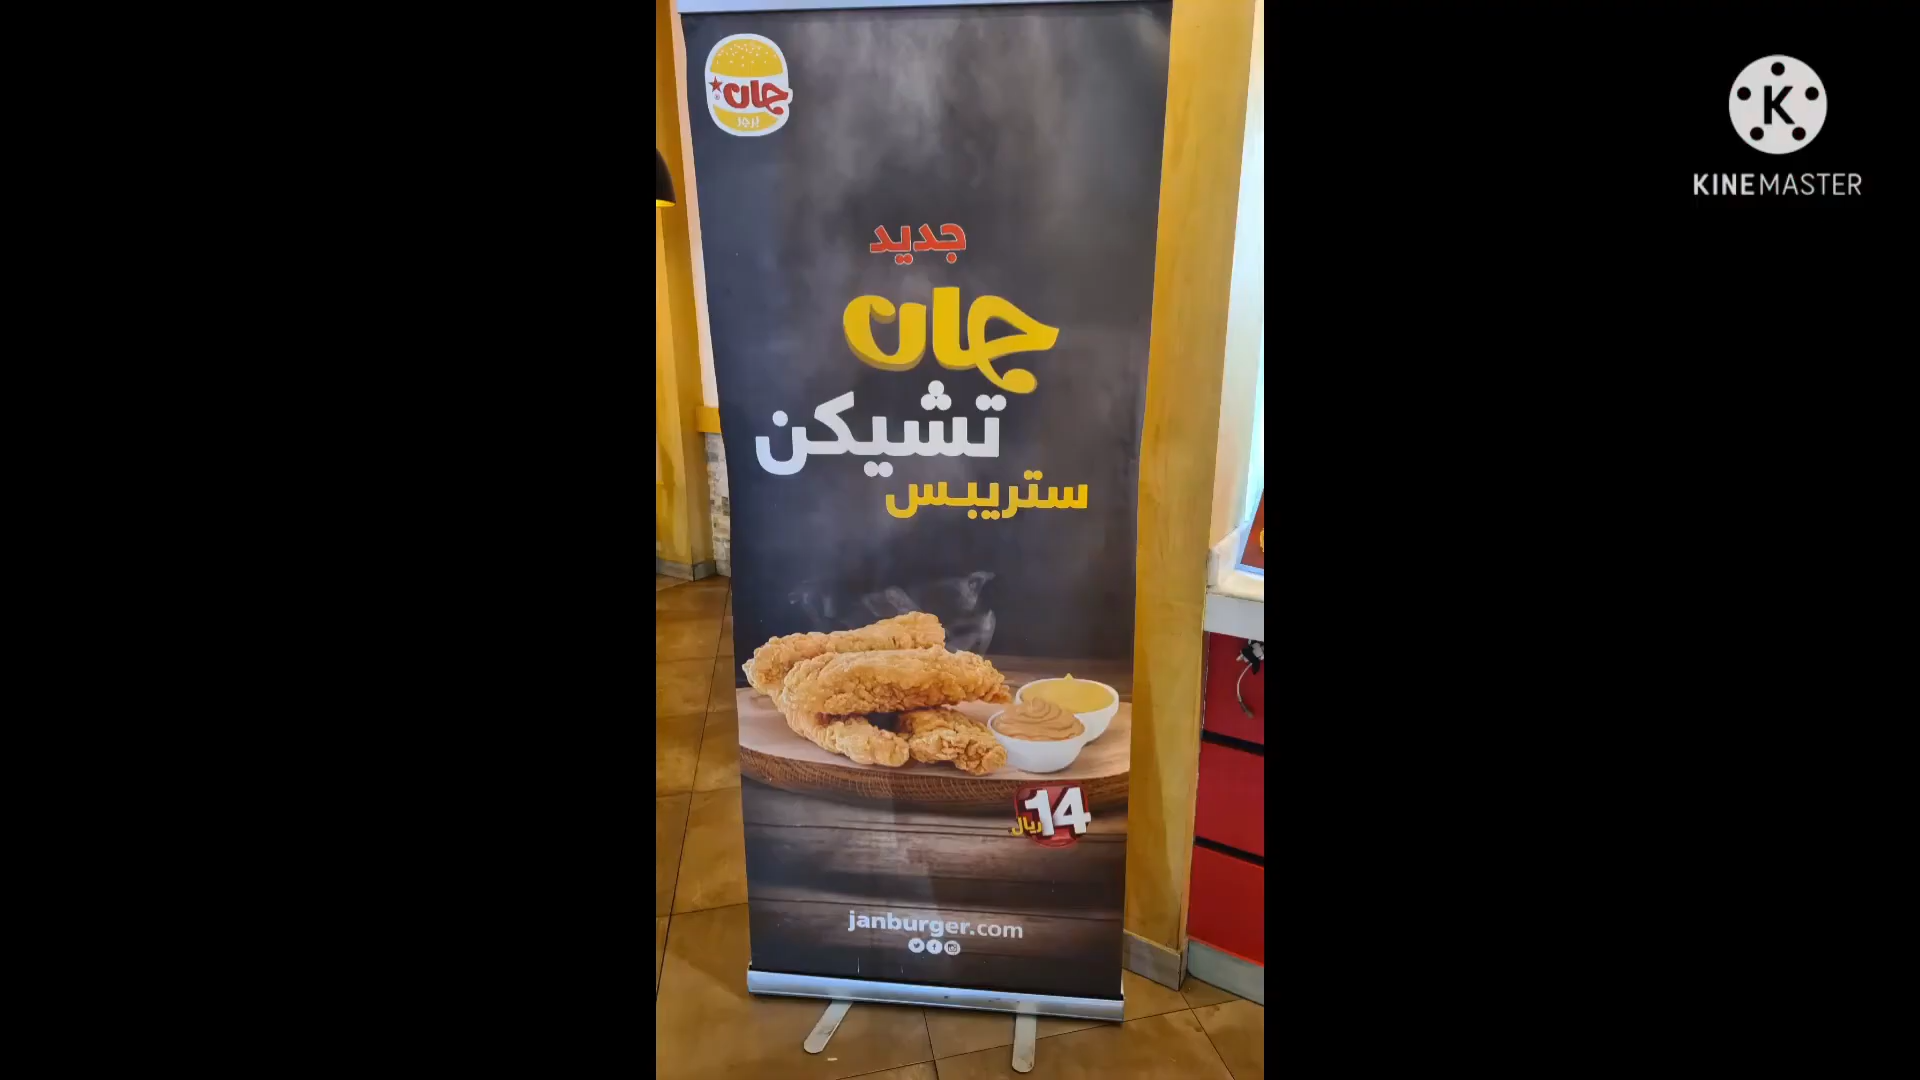 جان
برجر
جديد
جان
تشيكن
ستريبس
14
ريال
janburger.com
K
KINEMASTER